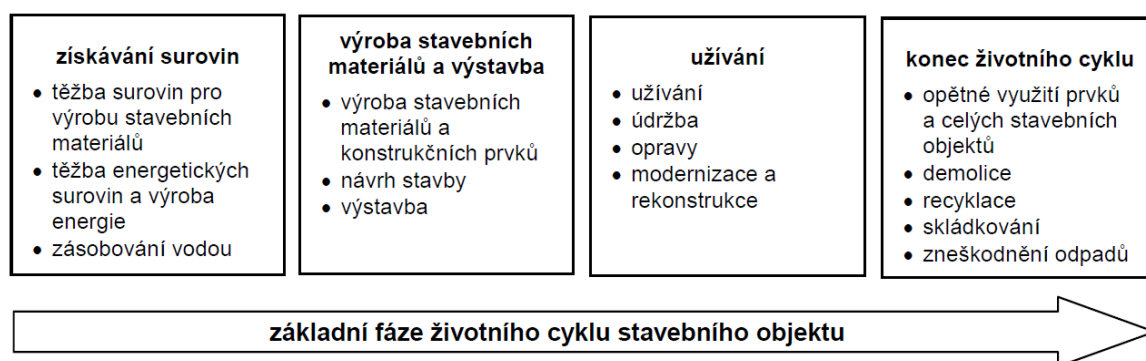 získávání surovin
• těžba surovin pro
výrobu stavebních
materiálů
• těžba energetických
surovin a výroba
energie
• zásobování vodou
výroba stavebních
materiálů a výstavba
• výroba stavebních
materiálů a
konstrukčních prvků
• návrh stavby
• výstavba
užívání
• užívání
• údržba
• opravy
• modernizace a
rekonstrukce
konec životního cyklu
• opětné využití prvků
a celých stavebních
objektů
• demolice
• recyklace
• skládkování
• zneškodnění odpadů
základní fáze životního cyklu stavebního objektu